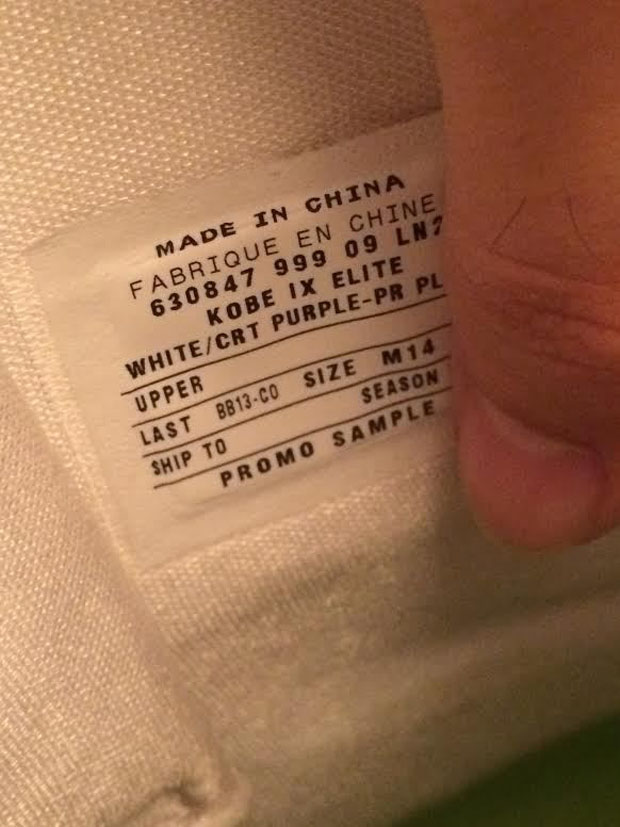 MADE IN CHINA
FABRIQUE EN CHINE
630847 999 09 LN2
KOBE IX ELITE
WHITE/CRT PURPLE-PR PL
UPPER
LAST BB13-CO SIZE M14
SHIP TO SEASON
PROMO SAMPLE